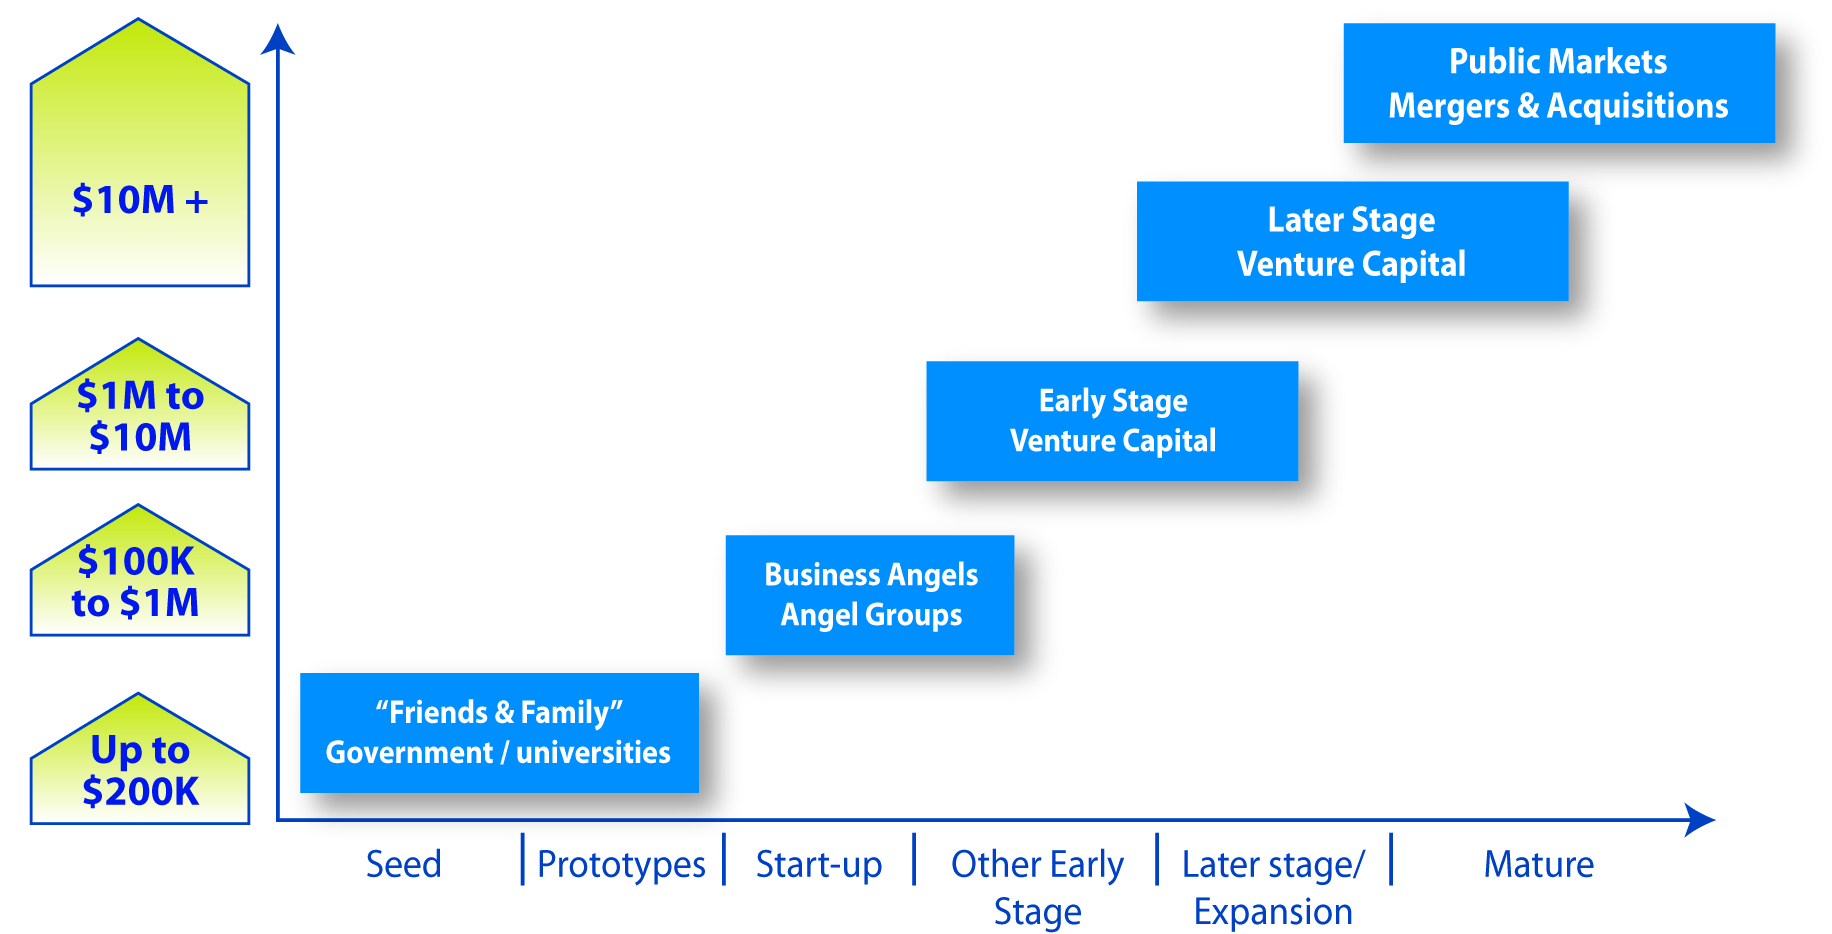 $10M +
$1M to
$10M
$100K
to $1M
Up to
$200K
Public Markets
Mergers & Acquisitions
Later Stage
Venture Capital
Early Stage
Venture Capital
Business Angels
Angel Groups
“Friends & Family”
Government / universities
Seed
Prototypes
Start-up
Other Early
Stage
Later stage/
Expansion
Mature